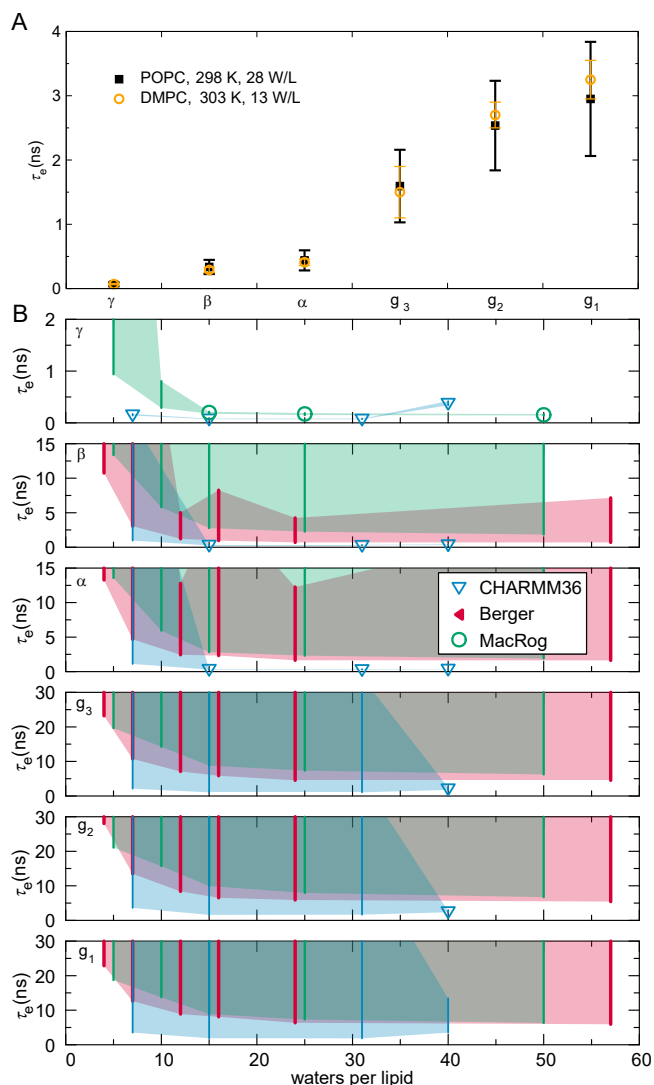 A
4
3
2
1
0
τe(ns)
POPC, 298 K, 28 W/L
DMPC, 303 K, 13 W/L
γ β α g3 g2 g1
B
γ
2
1
0
τe(ns)
β
15
10
5
0
τe(ns)
α
15
10
5
0
τe(ns)
CHARMM36
Berger
MacRog
g3
30
20
10
0
τe(ns)
g2
30
20
10
0
τe(ns)
g1
30
20
10
0
τe(ns)
0 10 20 30 40 50 60
waters per lipid